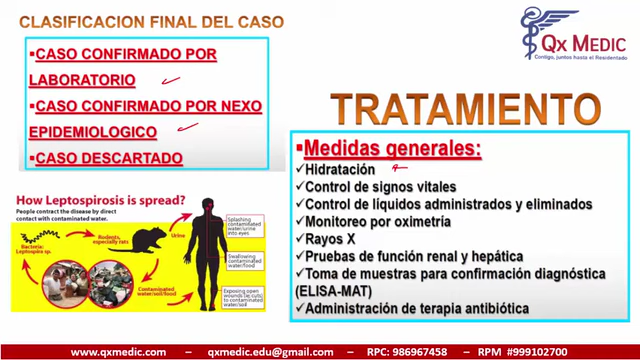 CLASIFICACION FINAL DEL CASO
QX MEDIC
Contigo, juntos hasta el Residentado
▪CASO CONFIRMADO POR
LABORATORIO
▪CASO CONFIRMADO POR NEXO
EPIDEMIOLOGICO
▪CASO DESCARTADO
TRATAMIENTO
▪Medidas generales:
✓Hidratación
✓Control de signos vitales
✓Control de líquidos administrados y eliminados
✓Monitoreo por oximetría
✓Rayos X
✓Pruebas de función renal y hepática
✓Toma de muestras para confirmación diagnóstica
(ELISA-MAT)
✓Administración de terapia antibiótica
How Leptospirosis is spread?
People contract the disease by direct
contact with contaminated water.
Bacteria:
Leptospira sp.
Rodents,
especially rats
Urine
Contaminated
water/soil/food
Splashing
contaminated
water/urine
into eyes
Swallowing
contaminated
water/food
Exposing open
wounds (ie cuts)
to contaminated
water/soil
www.qxmedic.com – qxmedic.edu@gmail.com – RPC: 986967458 – RPM #999102700